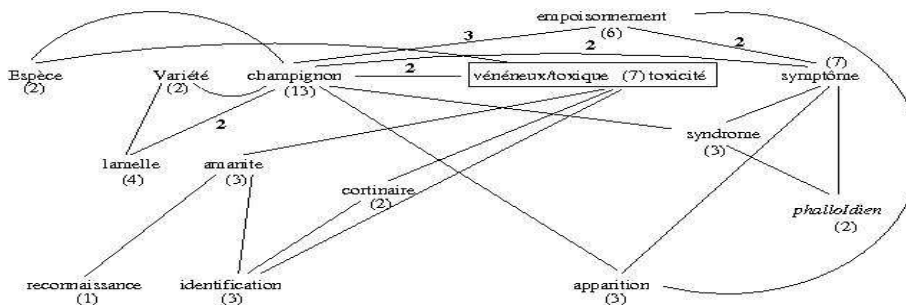 empoisonnement
(6)
3
2
2
Espèce
(2)
Variété
(2)
champignon
(13)
2
vénéneux/toxique (7) toxicité
(7)
symptôme
2
lamelle
(4)
amanite
(3)
syndrome
(3)
cortinaire
(2)
phalloïdien
(2)
reconnaissance
(1)
identification
(3)
apparition
(3)